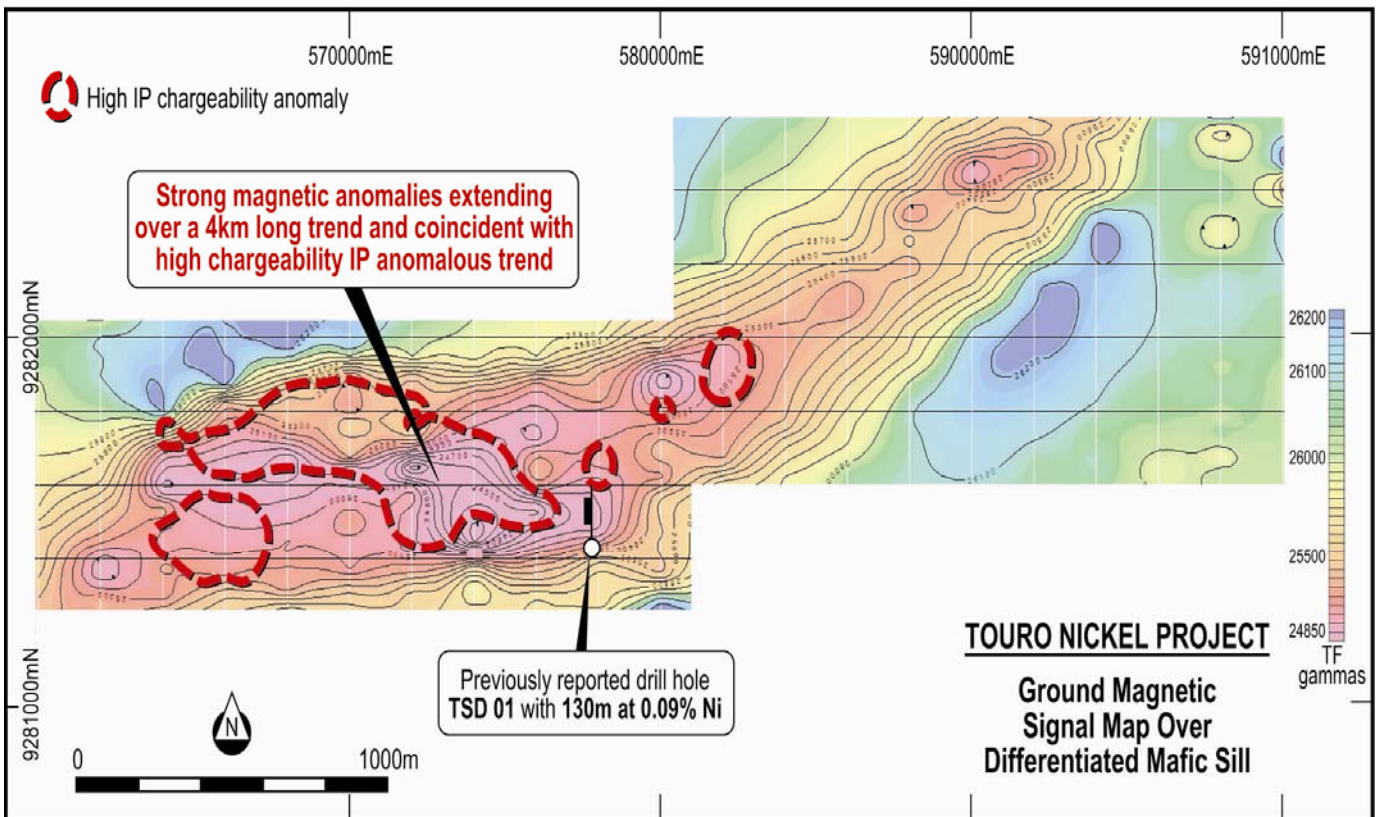 570000mE
580000mE
590000mE
591000mE
High IP chargeability anomaly
Strong magnetic anomalies extending
over a 4km long trend and coincident with
high chargeability IP anomalous trend
9282000mN
26200
26100
26000
25500
24850
TF
gammas
Previously reported drill hole
TSD 01 with 130m at 0.09% Ni
9281000mN
N
0
1000m
TOURO NICKEL PROJECT
Ground Magnetic
Signal Map Over
Differentiated Mafic Sill